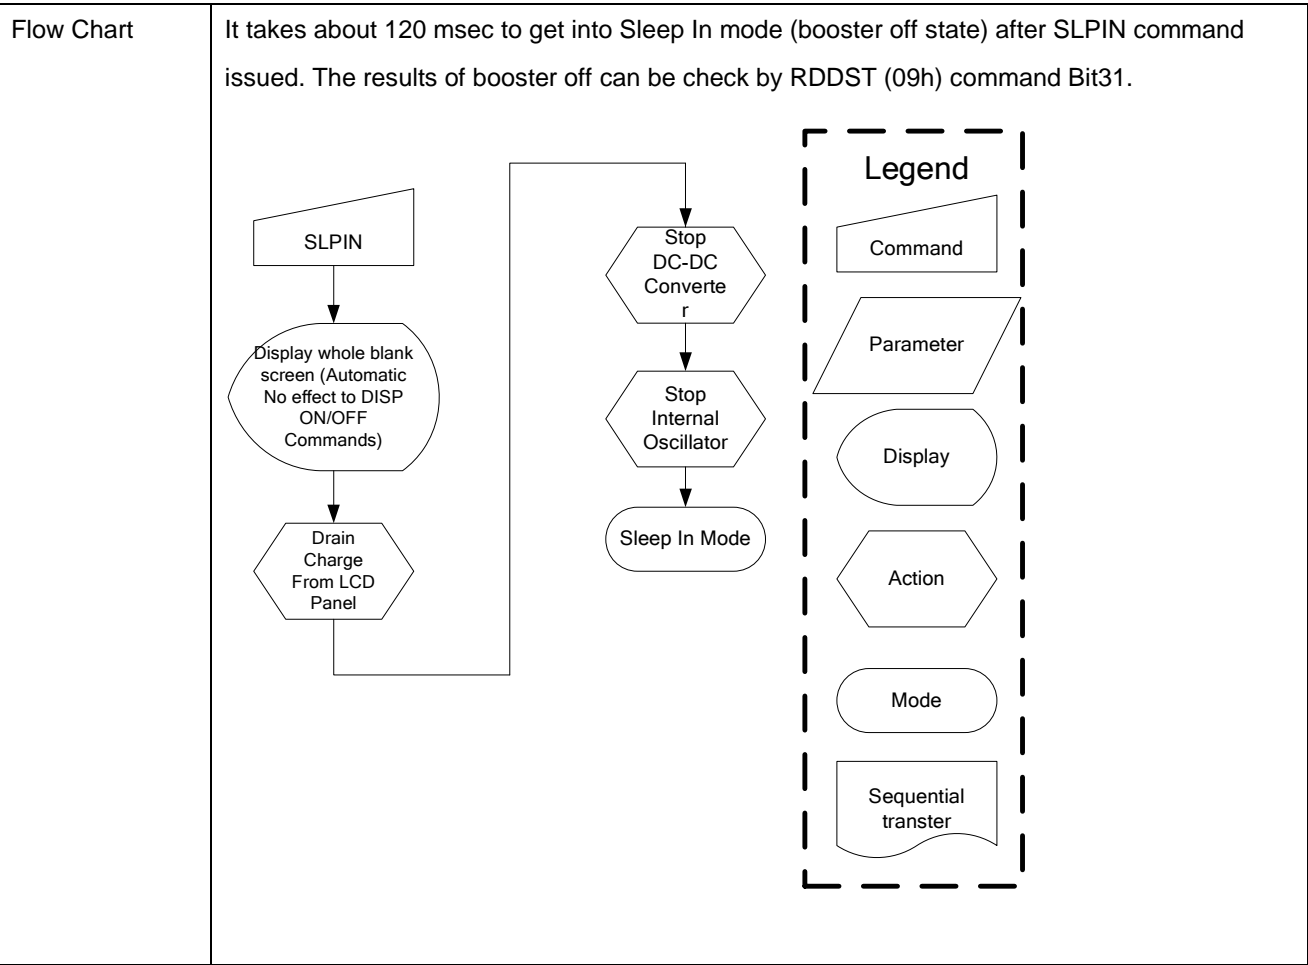 Flow Chart
It takes about 120 msec to get into Sleep In mode (booster off state) after SLPIN command
issued. The results of booster off can be check by RDDST (09h) command Bit31.
SLPIN
Display whole blank
screen (Automatic
No effect to DISP
ON/OFF
Commands)
Drain
Charge
From LCD
Panel
Stop
DC-DC
Converte
r
Stop
Internal
Oscillator
Sleep In Mode
Legend
Command
Parameter
Display
Action
Mode
Sequential
transter